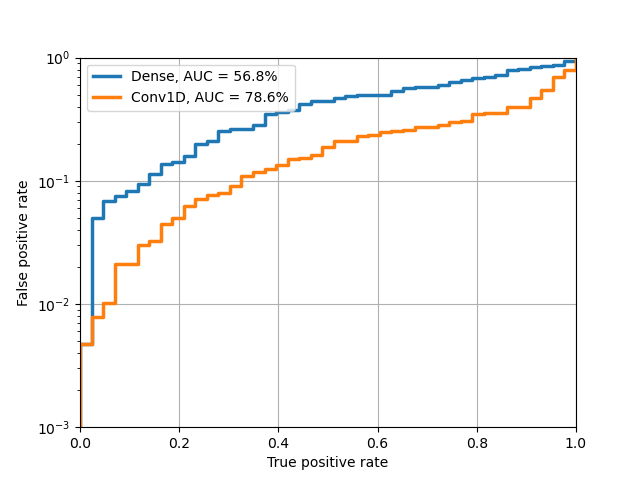 10⁰
10⁻¹
10⁻²
10⁻³
False positive rate
Dense, AUC = 56.8%
Conv1D, AUC = 78.6%
0.0 0.2 0.4 0.6 0.8 1.0
True positive rate